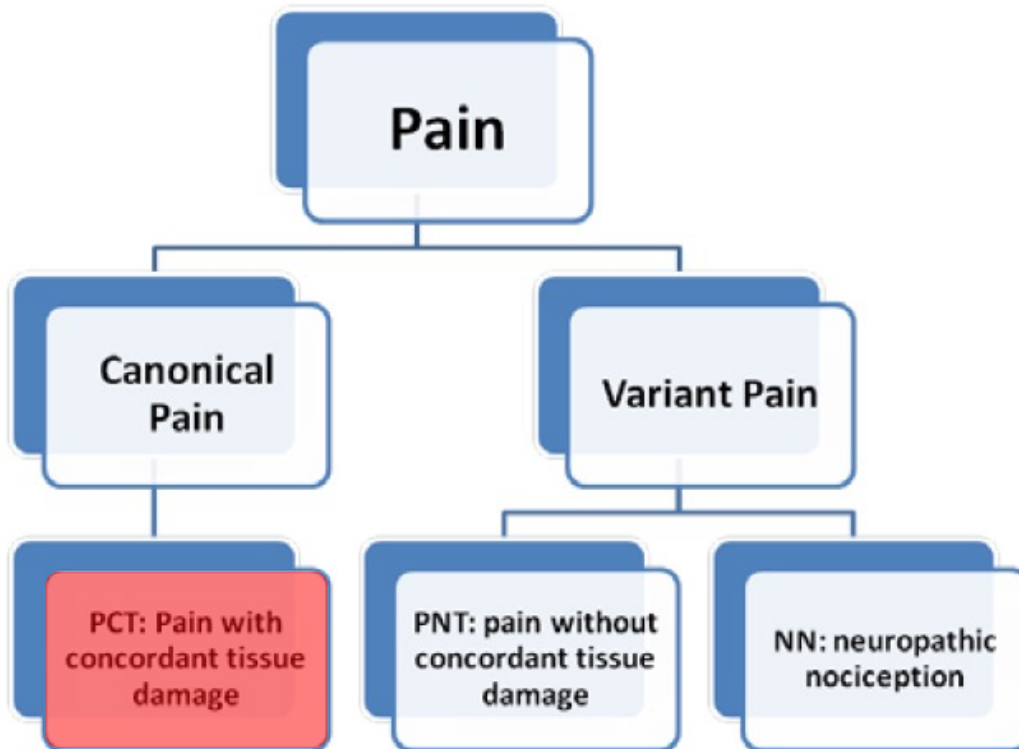 Pain
Canonical
Pain
Variant Pain
PCT: Pain with
concordant tissue
damage
PNT: pain without
concordant tissue
damage
NN: neuropathic
nociception